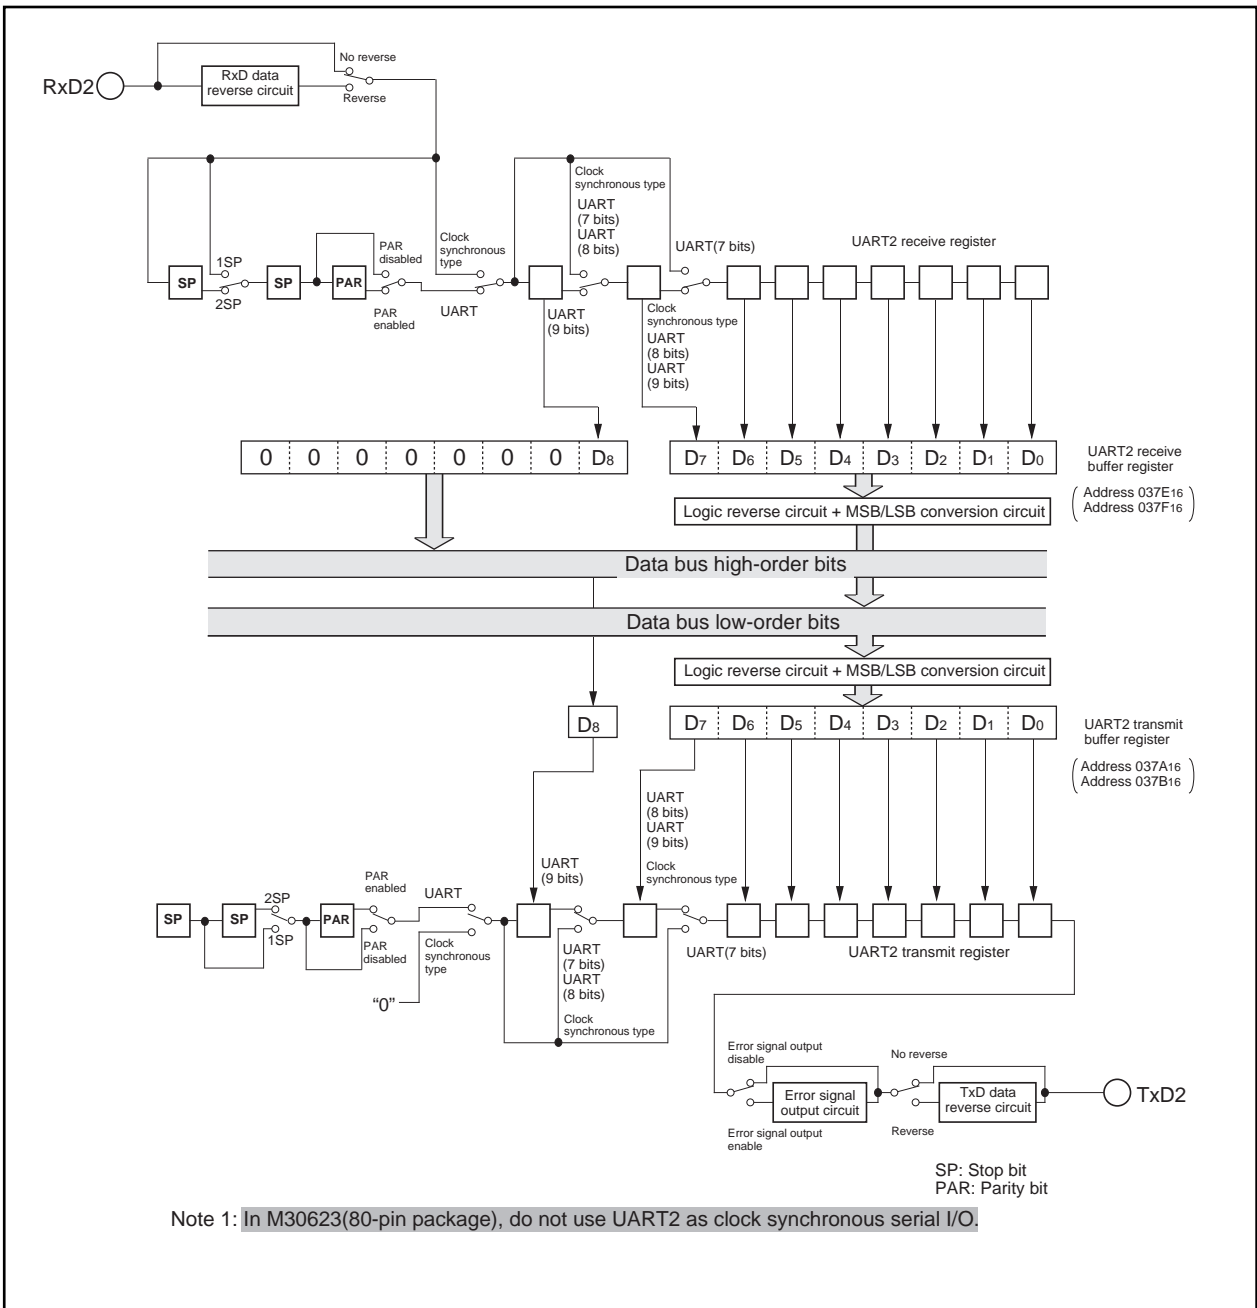 No reverse
RxD2
RxD data
reverse circuit
Reverse
Clock
synchronous type
UART
(7 bits)
UART
(8 bits)
1SP
PAR
disabled
Clock
synchronous
type
UART(7 bits)
UART2 receive register
SP
SP
PAR
2SP
PAR
enabled
UART
UART
(9 bits)
Clock
synchronous type
UART
(8 bits)
UART
(9 bits)
0 0 0 0 0 0 0 D8
D7 D6 D5 D4 D3 D2 D1 D0
UART2 receive
buffer register
Address 037E16
Address 037F16
Logic reverse circuit + MSB/LSB conversion circuit
Data bus high-order bits
Data bus low-order bits
Logic reverse circuit + MSB/LSB conversion circuit
D8
D7 D6 D5 D4 D3 D2 D1 D0
UART2 transmit
buffer register
Address 037A16
Address 037B16
UART
(8 bits)
UART
(9 bits)
Clock
synchronous type
UART
(9 bits)
PAR
enabled
2SP
UART
SP
SP
PAR
1SP
PAR
disabled
Clock
synchronous
type
“0”
UART
(7 bits)
UART
(8 bits)
Clock
synchronous type
UART(7 bits)
UART2 transmit register
Error signal output
disable
No reverse
Error signal
output circuit
TxD data
reverse circuit
TxD2
Error signal output
enable
Reverse
SP: Stop bit
PAR: Parity bit
Note 1: In M30623(80-pin package), do not use UART2 as clock synchronous serial I/O.